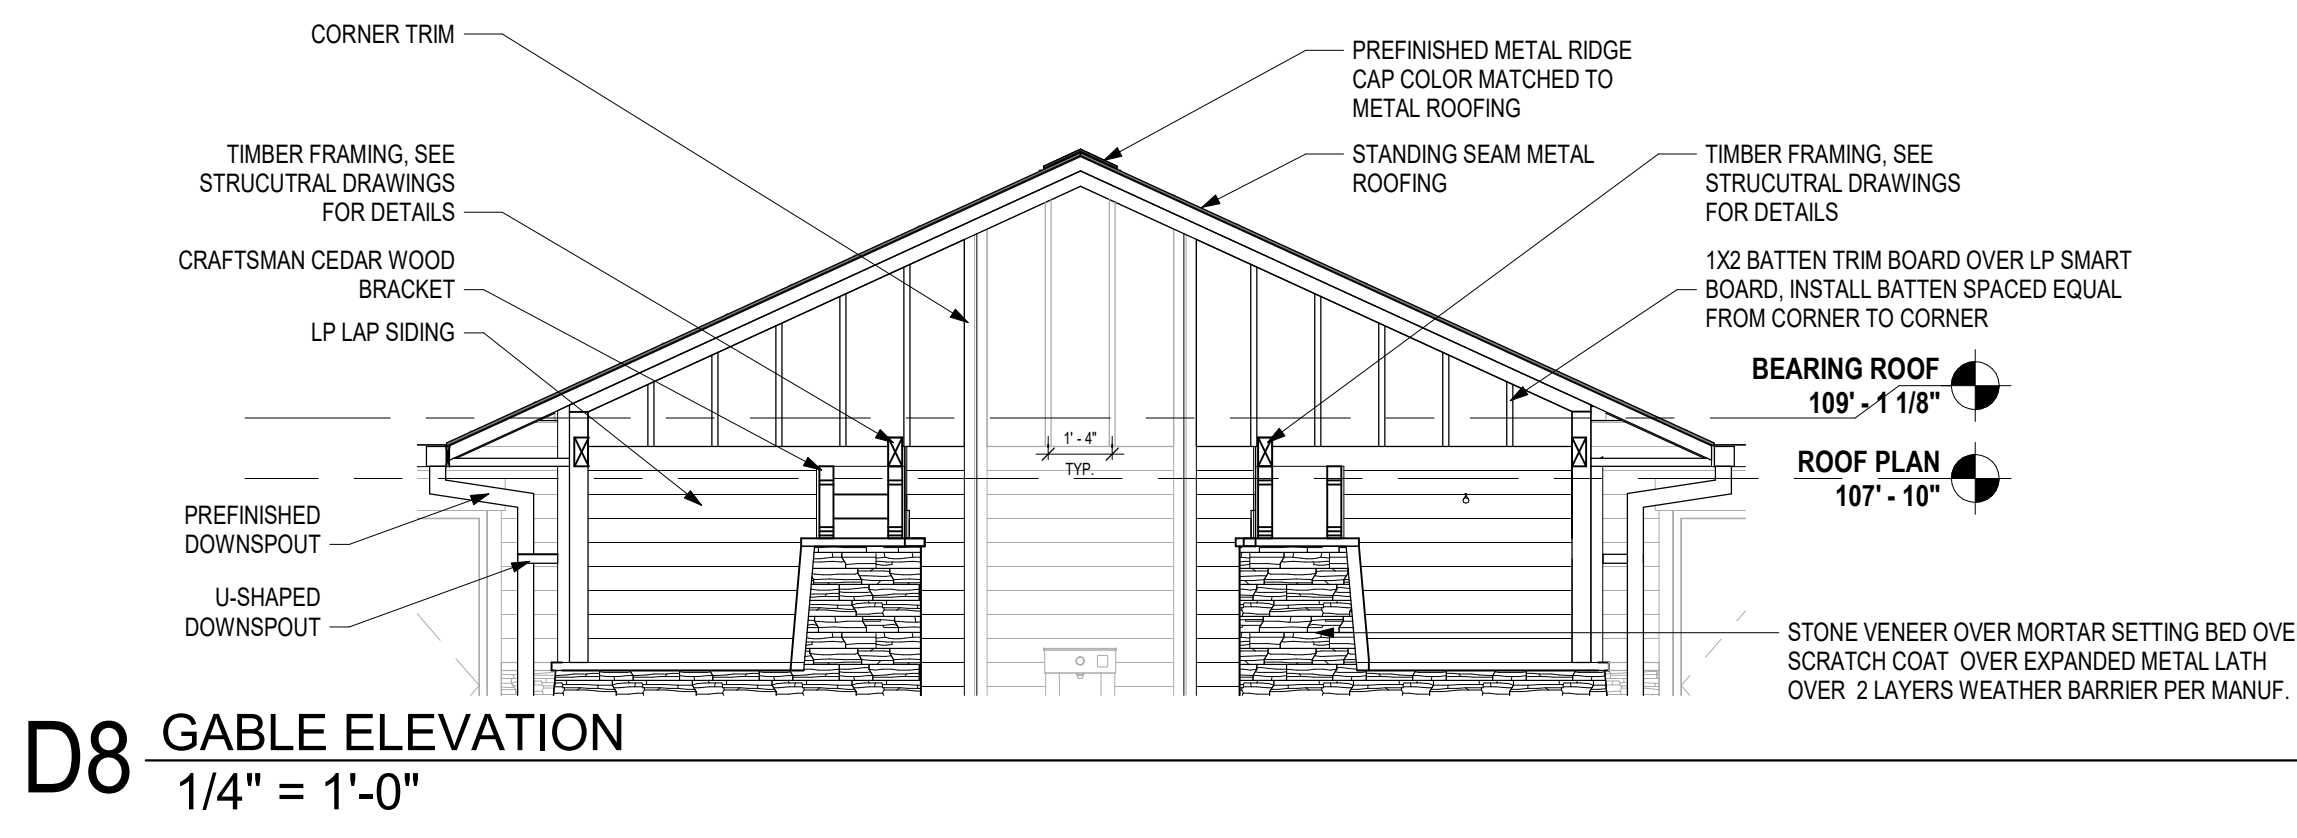 CORNER TRIM
TIMBER FRAMING, SEE
STRUCUTRAL DRAWINGS
FOR DETAILS
CRAFTSMAN CEDAR WOOD
BRACKET
LP LAP SIDING
PREFINISHED
DOWNSPOUT
U-SHAPED
DOWNSPOUT
PREFINISHED METAL RIDGE
CAP COLOR MATCHED TO
METAL ROOFING
STANDING SEAM METAL
ROOFING
TIMBER FRAMING, SEE
STRUCUTRAL DRAWINGS
FOR DETAILS
1X2 BATTEN TRIM BOARD OVER LP SMART
BOARD, INSTALL BATTEN SPACED EQUAL
FROM CORNER TO CORNER
BEARING ROOF
109' - 1 1/8"
ROOF PLAN
107' - 10"
1' - 4"
TYP.
STONE VENEER OVER MORTAR SETTING BED OVE
SCRATCH COAT OVER EXPANDED METAL LATH
OVER 2 LAYERS WEATHER BARRIER PER MANUF.
D8 GABLE ELEVATION
1/4" = 1'-0"